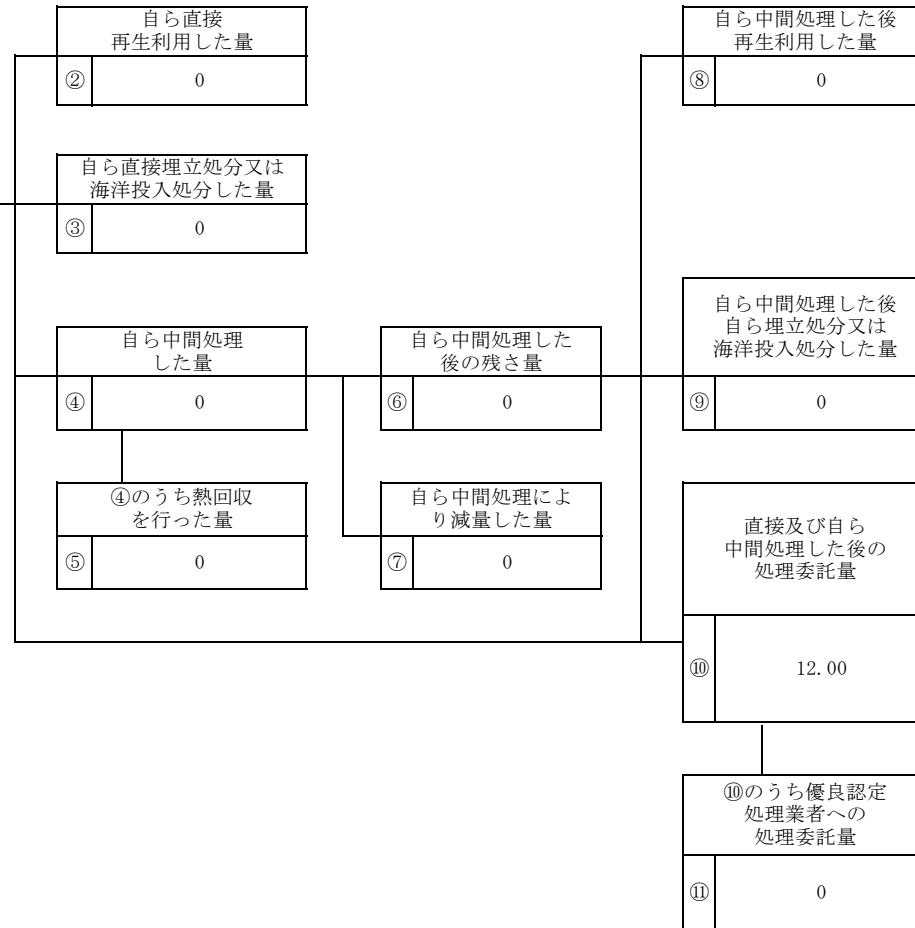 自ら直接
再生利用した量
② 0
自ら中間処理した後
再生利用した量
⑧ 0
自ら直接埋立処分又は
海洋投入処分した量
③ 0
自ら中間処理
した量
④ 0
自ら中間処理した
後の残さ量
⑥ 0
自ら中間処理した後
自ら埋立処分又は
海洋投入処分した量
⑨ 0
④のうち熱回収
を行った量
⑤ 0
自ら中間処理によ
り減量した量
⑦ 0
直接及び自ら
中間処理した後の
処理委託量
⑩ 12.00
⑩のうち優良認定
処理業者への
処理委託量
⑪ 0